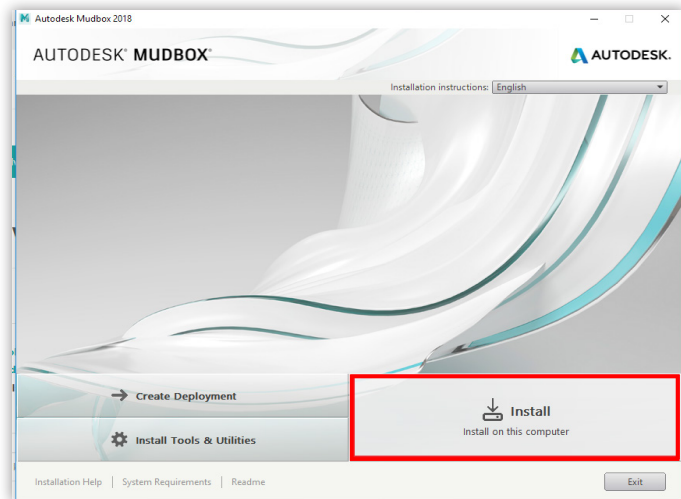 Autodesk Mudbox 2018
AUTODESK® MUDBOX®
AUTODESK.
Installation instructions: English
Create Deployment
Install Tools & Utilities
Install
Install on this computer
Installation Help | System Requirements | Readme
Exit